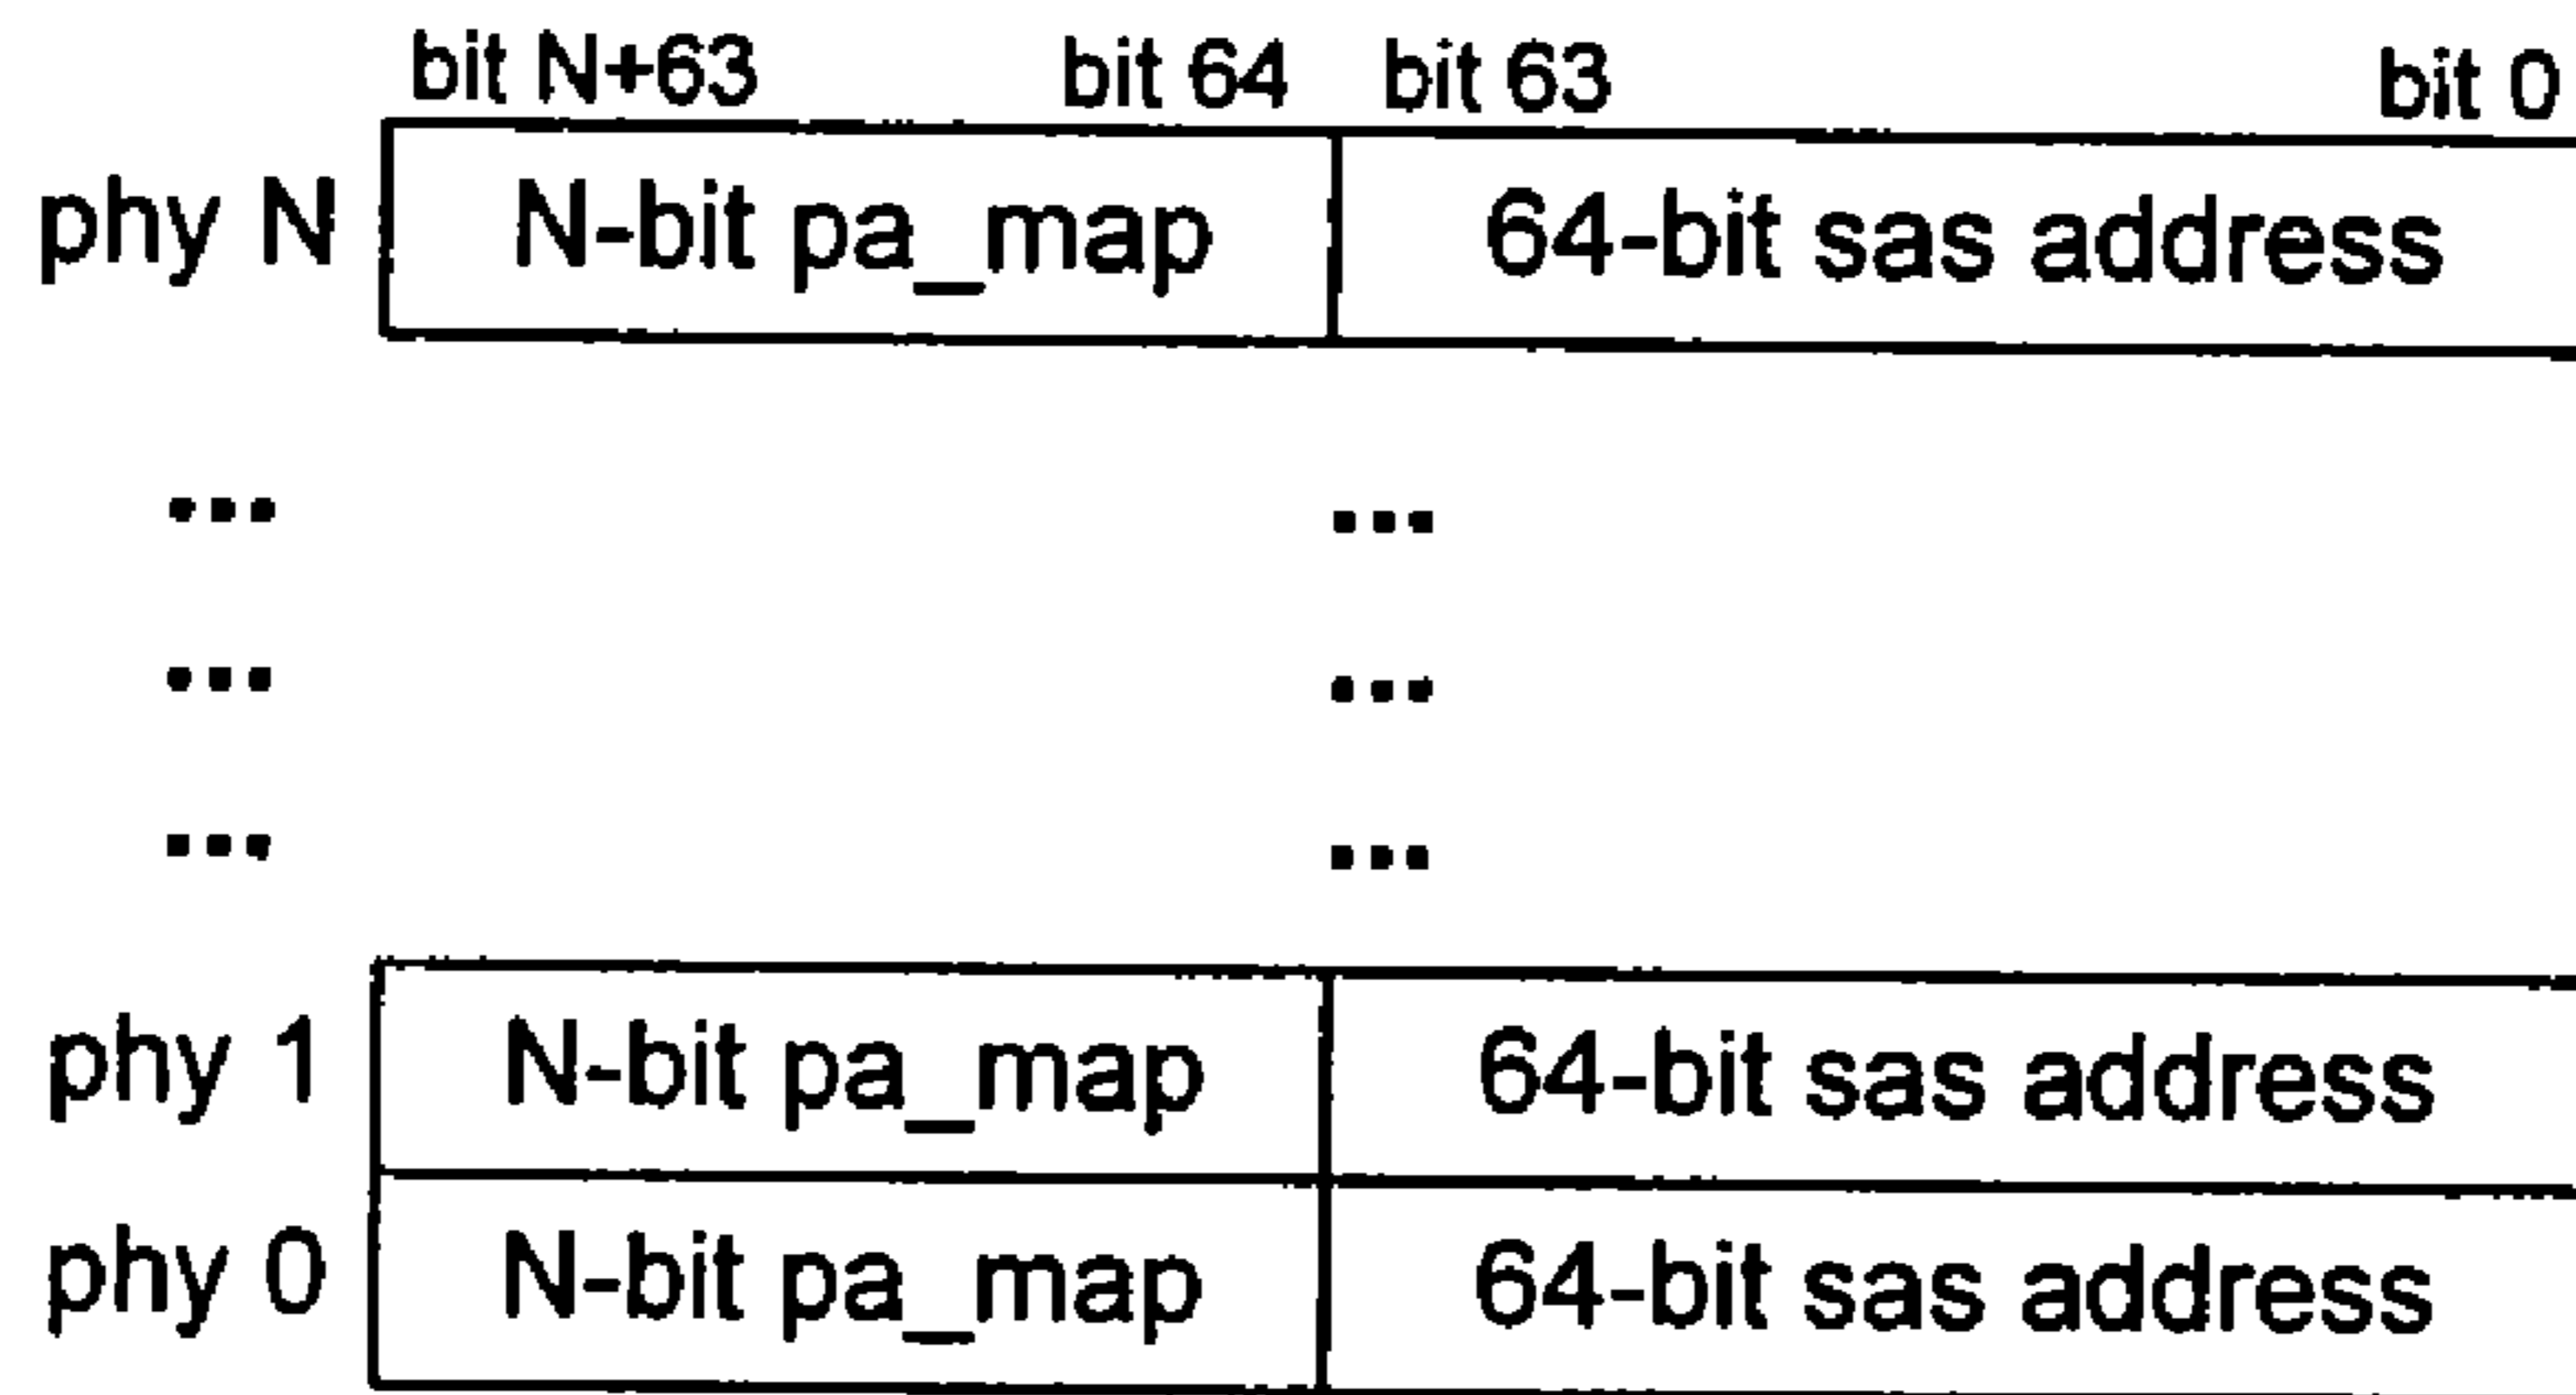 bit N+63 bit 64 bit 63 bit 0
phy N N-bit pa_map 64-bit sas address
... ...
... ...
... ...
phy 1 N-bit pa_map 64-bit sas address
phy 0 N-bit pa_map 64-bit sas address